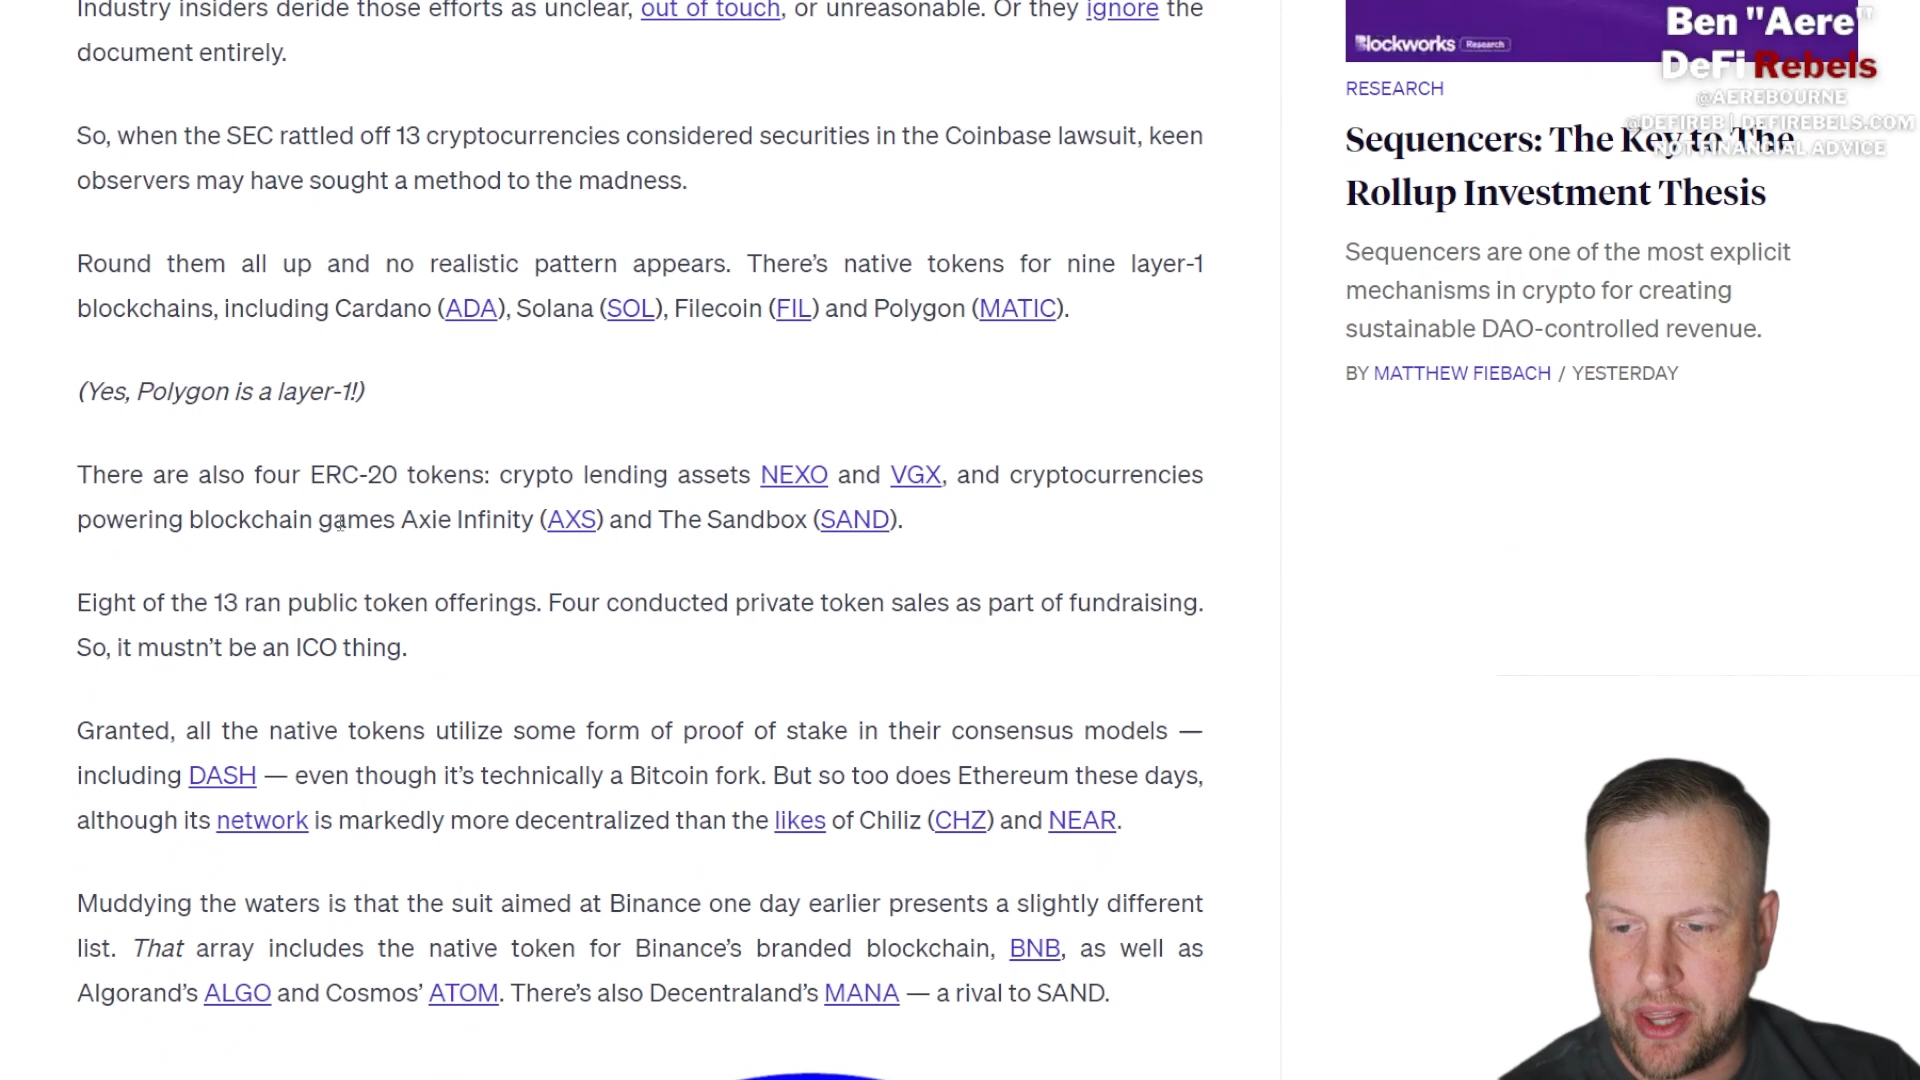 Industry insiders deride those efforts as unclear, out of touch, or unreasonable. Or they ignore the
document entirely.
So, when the SEC rattled off 13 cryptocurrencies considered securities in the Coinbase lawsuit, keen
observers may have sought a method to the madness.
Round them all up and no realistic pattern appears. There’s native tokens for nine layer-1
blockchains, including Cardano (ADA), Solana (SOL), Filecoin (FIL) and Polygon (MATIC).
(Yes, Polygon is a layer-1!)
There are also four ERC-20 tokens: crypto lending assets NEXO and VGX, and cryptocurrencies
powering blockchain games Axie Infinity (AXS) and The Sandbox (SAND).
Eight of the 13 ran public token offerings. Four conducted private token sales as part of fundraising.
So, it mustn’t be an ICO thing.
Granted, all the native tokens utilize some form of proof of stake in their consensus models —
including DASH — even though it’s technically a Bitcoin fork. But so too does Ethereum these days,
although its network is markedly more decentralized than the likes of Chiliz (CHZ) and NEAR.
Muddying the waters is that the suit aimed at Binance one day earlier presents a slightly different
list. That array includes the native token for Binance’s branded blockchain, BNB, as well as
Algorand’s ALGO and Cosmos’ ATOM. There’s also Decentraland’s MANA — a rival to SAND.
Blockworks Research
RESEARCH
Sequencers: The Key to The
Rollup Investment Thesis
Sequencers are one of the most explicit
mechanisms in crypto for creating
sustainable DAO-controlled revenue.
BY MATTHEW FIEBACH / YESTERDAY
Ben "Aere"
DeFi Rebels
@AEREBOURNE
@DEFIREB | DEFIREBELS.COM
NOT FINANCIAL ADVICE